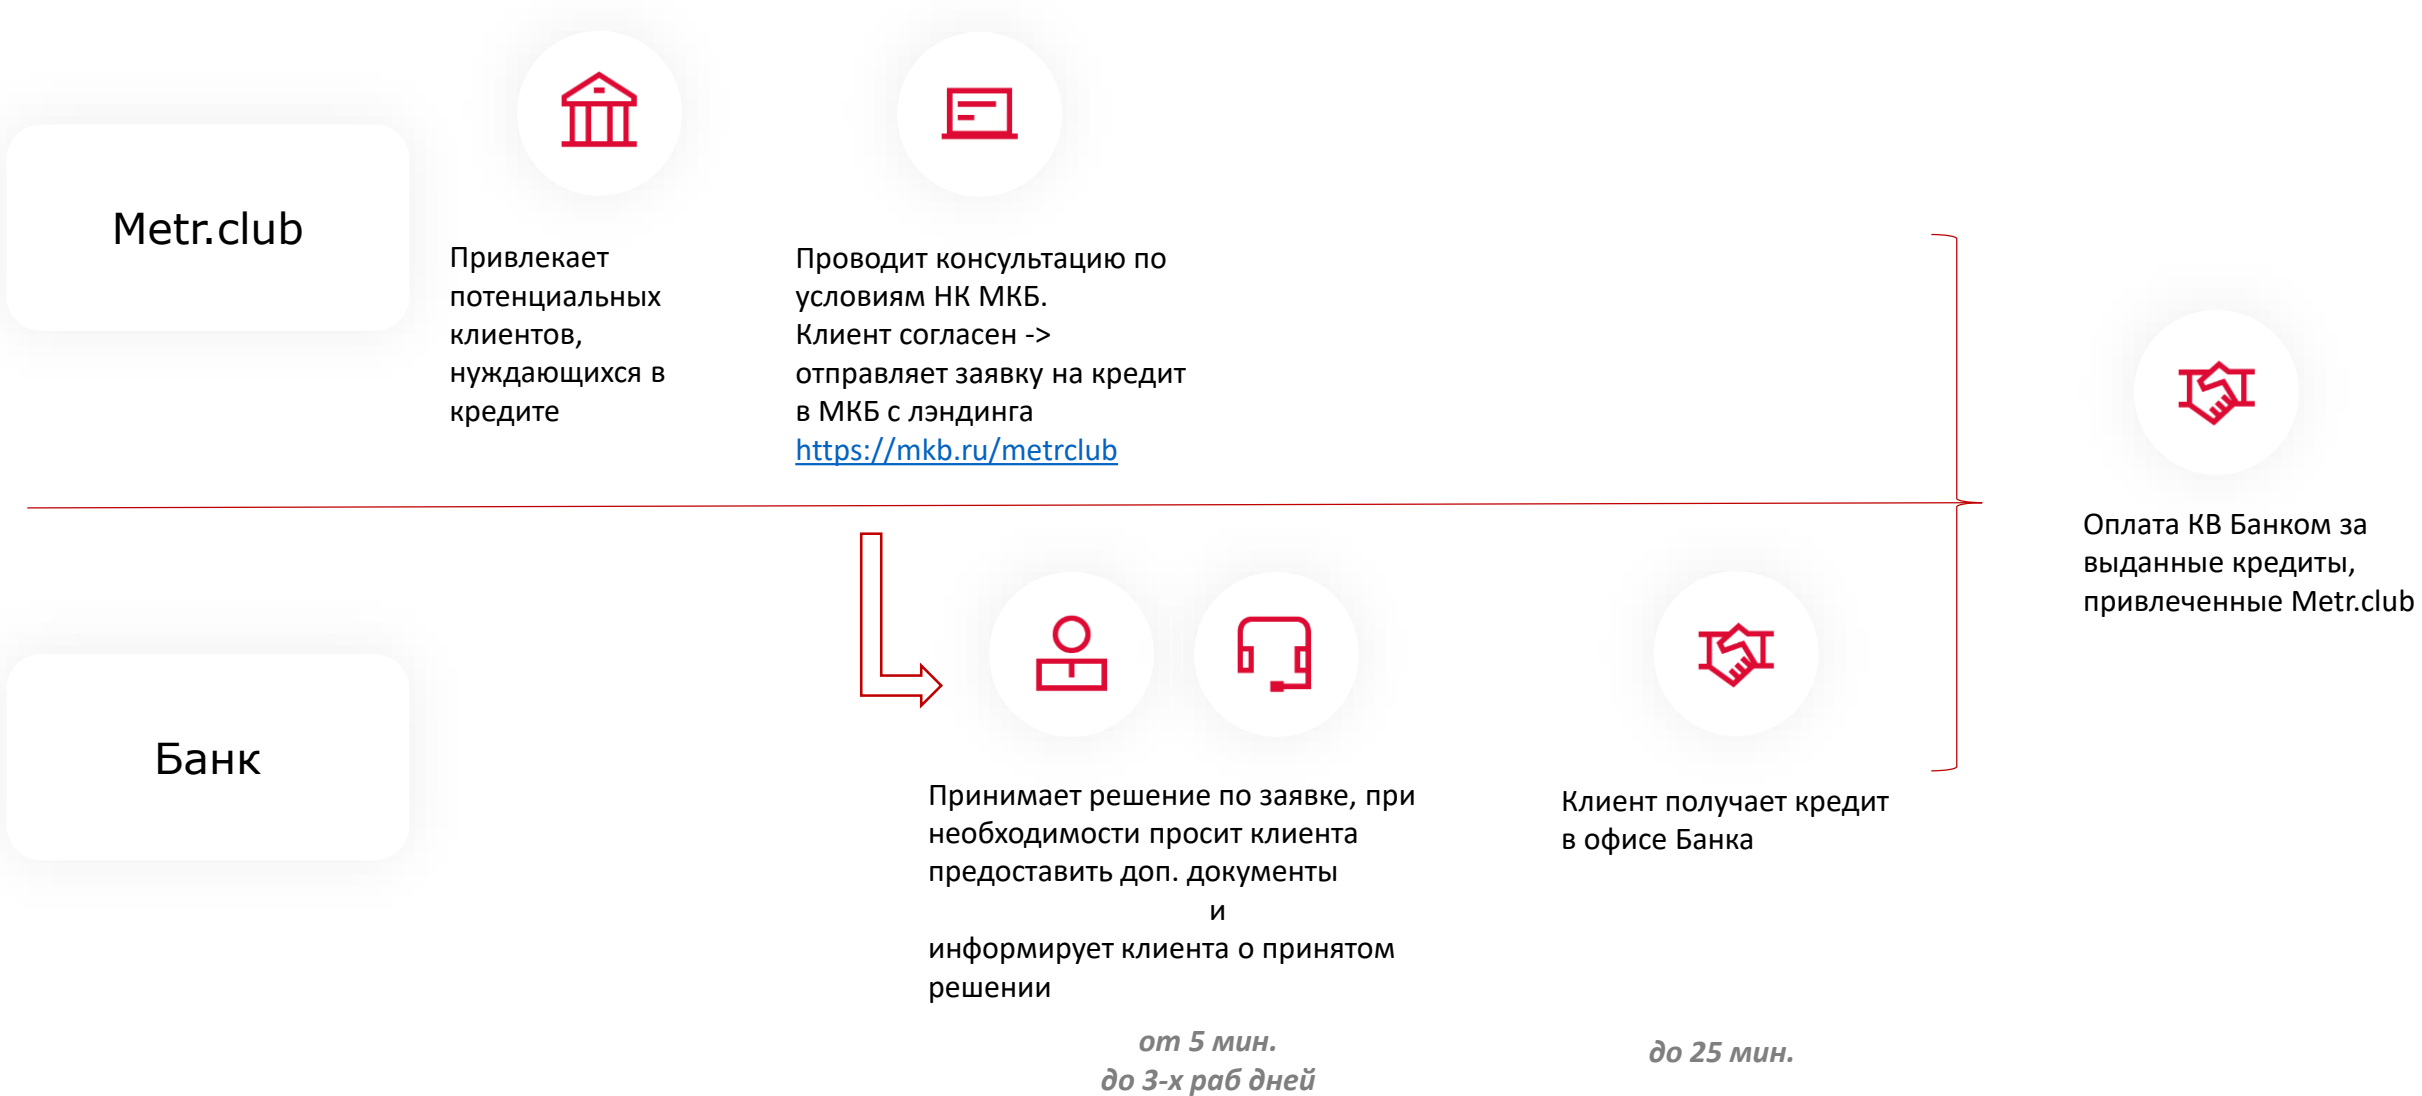 Metr.club
Привлекает
потенциальных
клиентов,
нуждающихся в
кредите
Проводит консультацию по
условиям НК МКБ.
Клиент согласен ->
отправляет заявку на кредит
в МКБ с лэндинга
https://mkb.ru/metrclub
Оплата КВ Банком за
выданные кредиты,
привлеченные Metr.club
Банк
Принимает решение по заявке, при
необходимости просит клиента
предоставить доп. документы
и
информирует клиента о принятом
решении
от 5 мин.
до 3-х раб дней
Клиент получает кредит
в офисе Банка
до 25 мин.